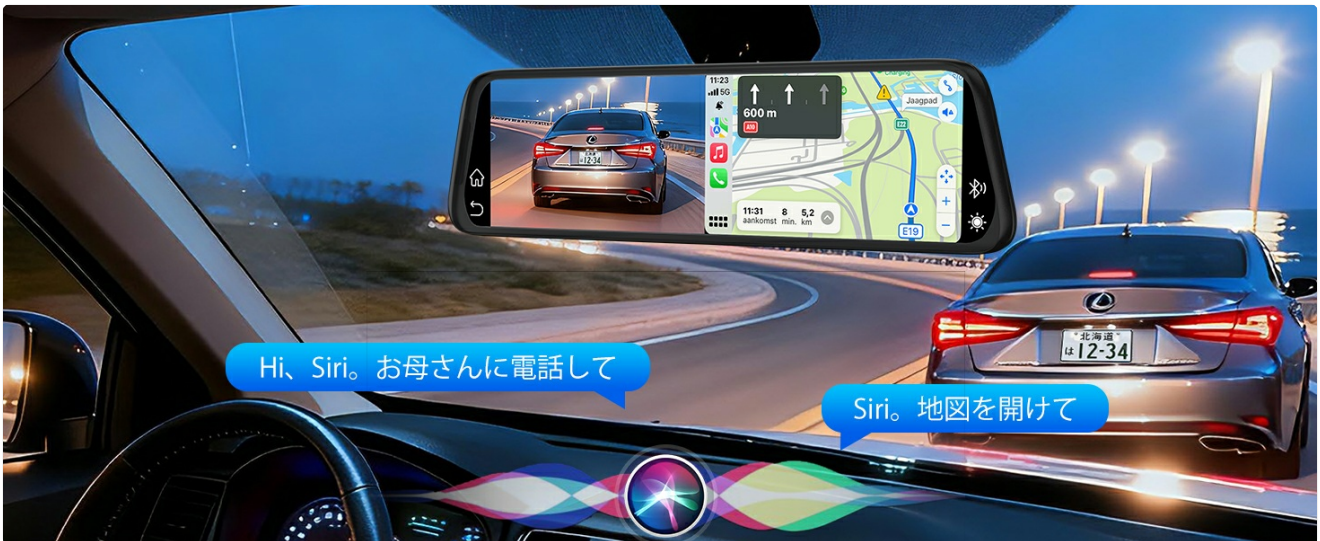 11:23
5G
600 m
A10
Charging
Jaagpad
E22
11:31 8 5,2
aankomst min. km
E19
12-34
北海道
は 12-34
Hi、Siri。お母さんに電話して
Siri。地図を開けて